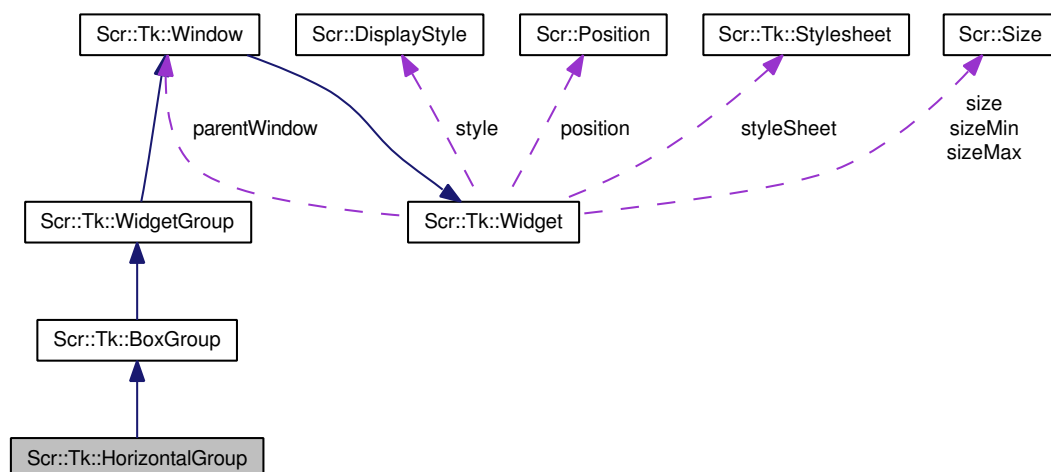 Scr::Tk::Window
Scr::DisplayStyle
Scr::Position
Scr::Tk::Stylesheet
Scr::Size
parentWindow
style
position
styleSheet
size
sizeMin
sizeMax
Scr::Tk::WidgetGroup
Scr::Tk::Widget
Scr::Tk::BoxGroup
Scr::Tk::HorizontalGroup